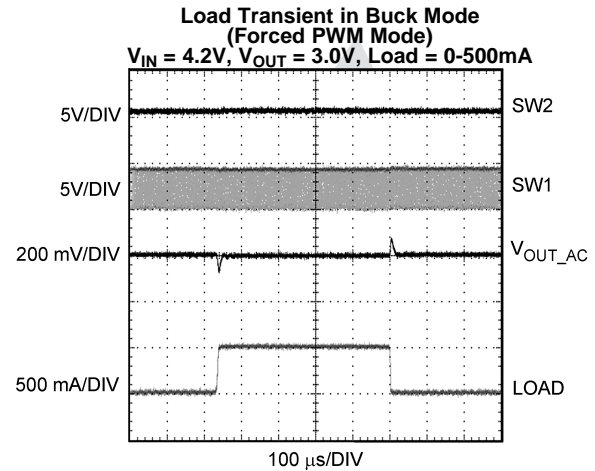 Load Transient in Buck Mode
(Forced PWM Mode)
VIN = 4.2V, VOUT = 3.0V, Load = 0-500mA
5V/DIV
SW2
5V/DIV
SW1
200 mV/DIV
VOUT_AC
500 mA/DIV
LOAD
100 μs/DIV